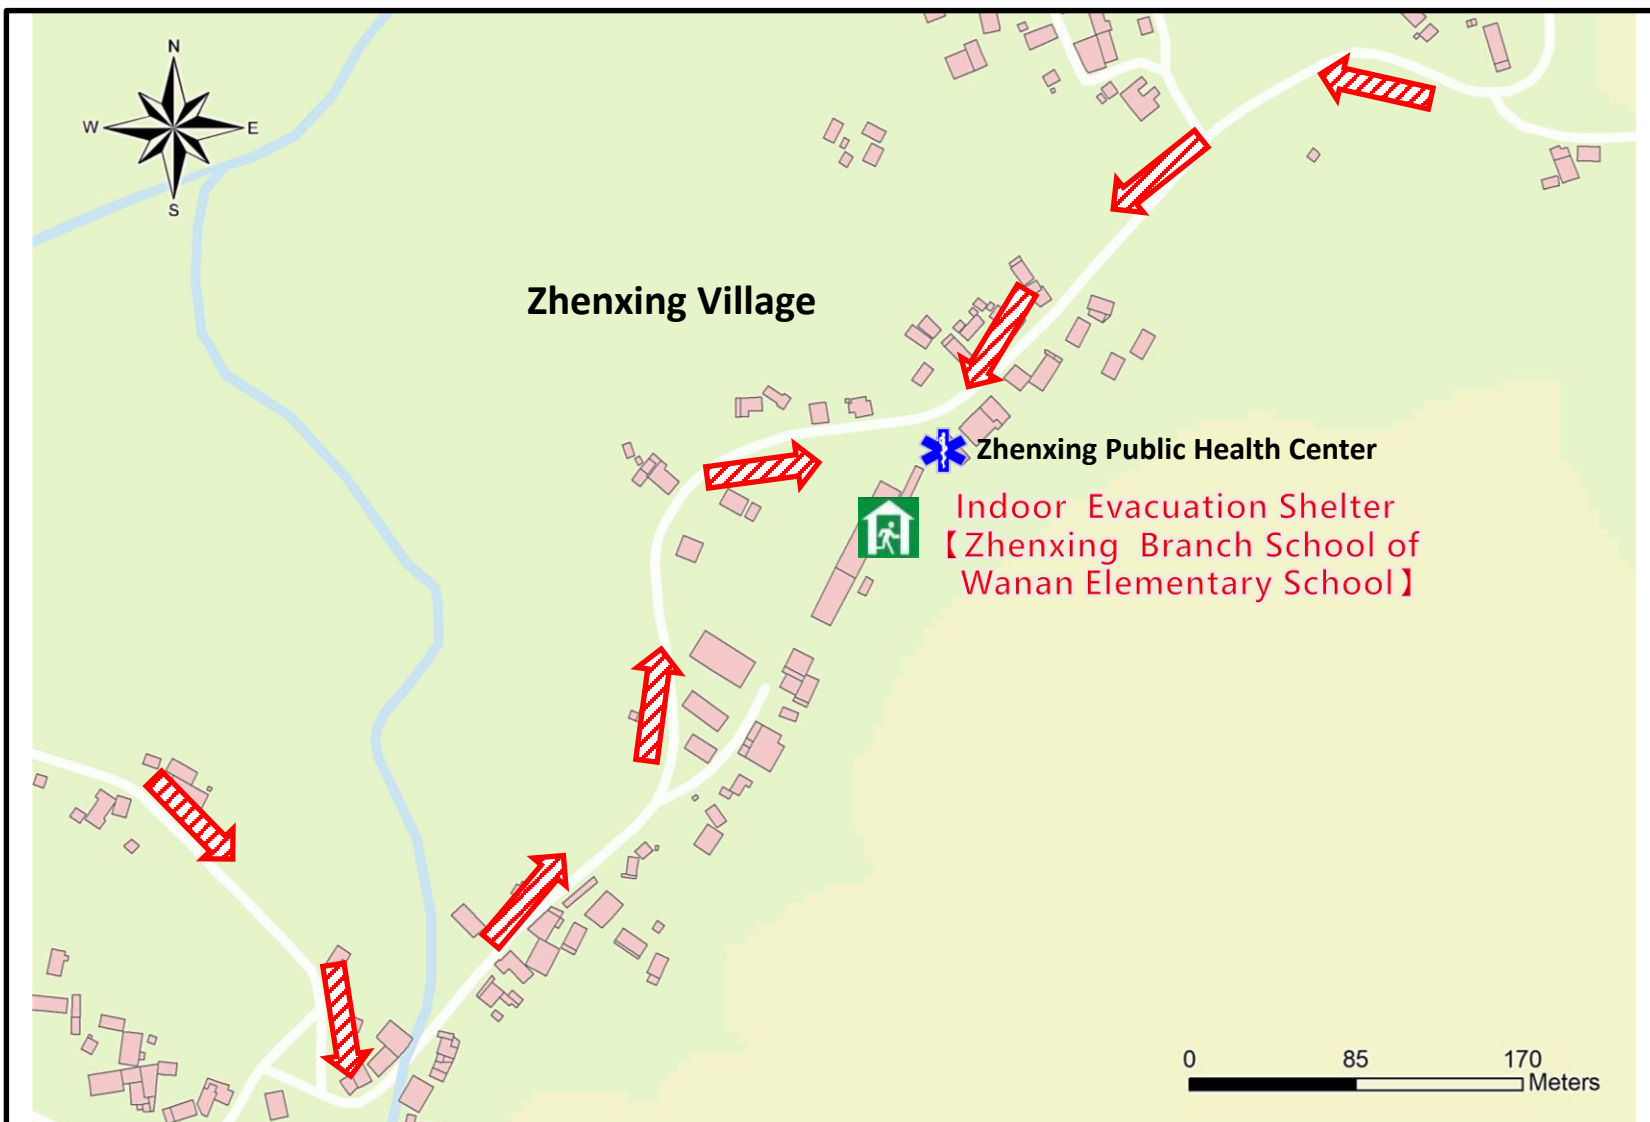 N
W E
S
Zhenxing Village
Zhenxing Public Health Center
Indoor Evacuation Shelter
【Zhenxing Branch School of
Wanan Elementary School】
0 85 170
Meters